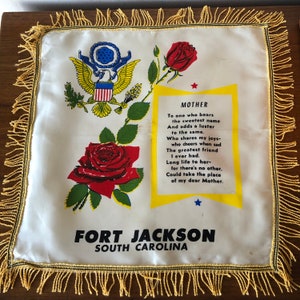 MOTHER
To one who bears
the sweetest name
And adds a luster
to the same.
Who shares my joys
who cheers when sad
The greatest friend
I ever had.
Long life to her
for there's no other,
Could take the place
of my dear Mother.
FORT JACKSON
SOUTH CAROLINA